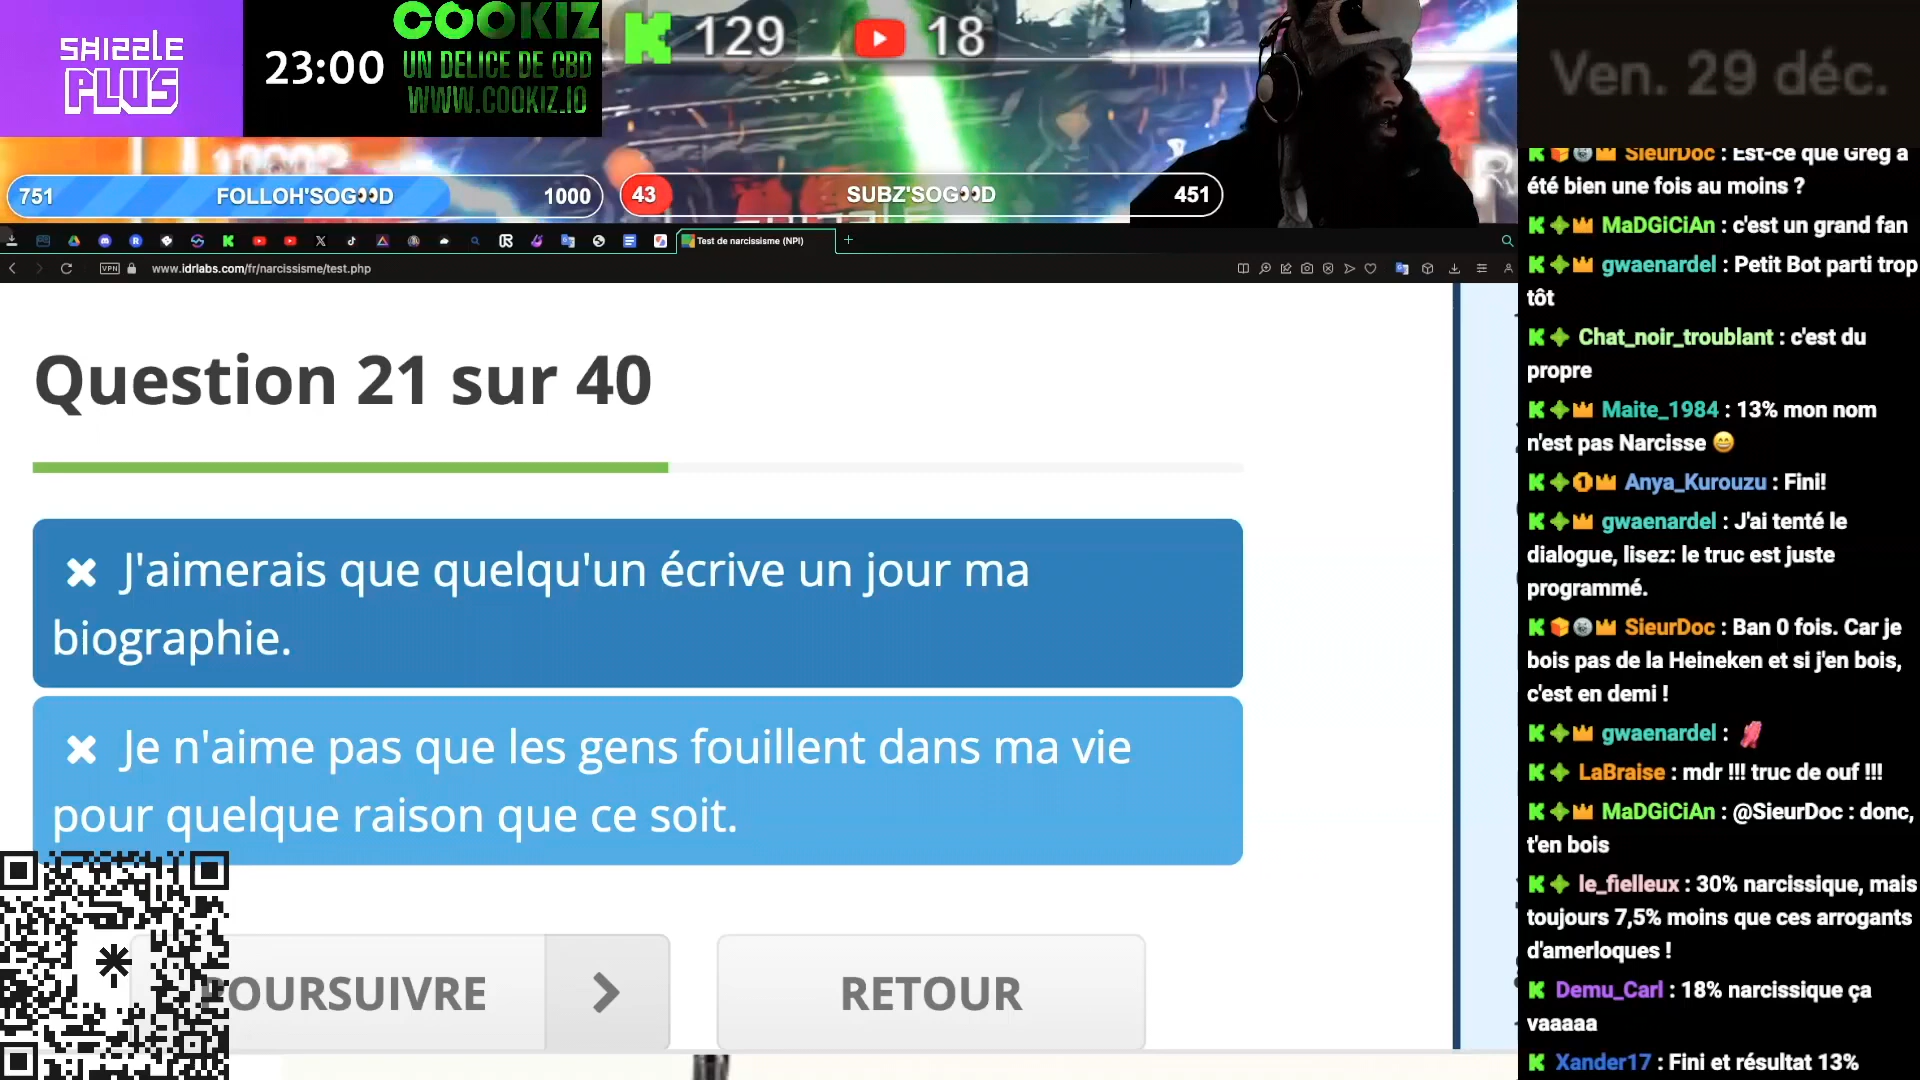 SHIZZLE
PLUS
23:00
COOKIZ
UN DELICE DE CBD
WWW.COOKIZ.IO
129
18
751 FOLLOH'SOG👀D 1000
43 SUBZ'SOG👀D 451
Test de narcissisme (NPI)
VPN
www.idrlabs.com/fr/narcissisme/test.php
Question 21 sur 40
J'aimerais que quelqu'un écrive un jour ma
biographie.
Je n'aime pas que les gens fouillent dans ma vie
pour quelque raison que ce soit.
POURSUIVRE
RETOUR
Ven. 29 déc.
SieurDoc : Est-ce que Greg a
été bien une fois au moins ?
MaDGiCiAn : c'est un grand fan
gwaenardel : Petit Bot parti trop
tôt
Chat_noir_troublant : c'est du
propre
Maite_1984 : 13% mon nom
n'est pas Narcisse 😄
Anya_Kurouzu : Fini!
gwaenardel : J'ai tenté le
dialogue, lisez: le truc est juste
programmé.
SieurDoc : Ban 0 fois. Car je
bois pas de la Heineken et si j'en bois,
c'est en demi !
gwaenardel :
LaBraise : mdr !!! truc de ouf !!!
MaDGiCiAn : @SieurDoc : donc,
t'en bois
le_fielleux : 30% narcissique, mais
toujours 7,5% moins que ces arrogants
d'amerloques !
Demu_Carl : 18% narcissique ça
vaaaaa
Xander17 : Fini et résultat 13%